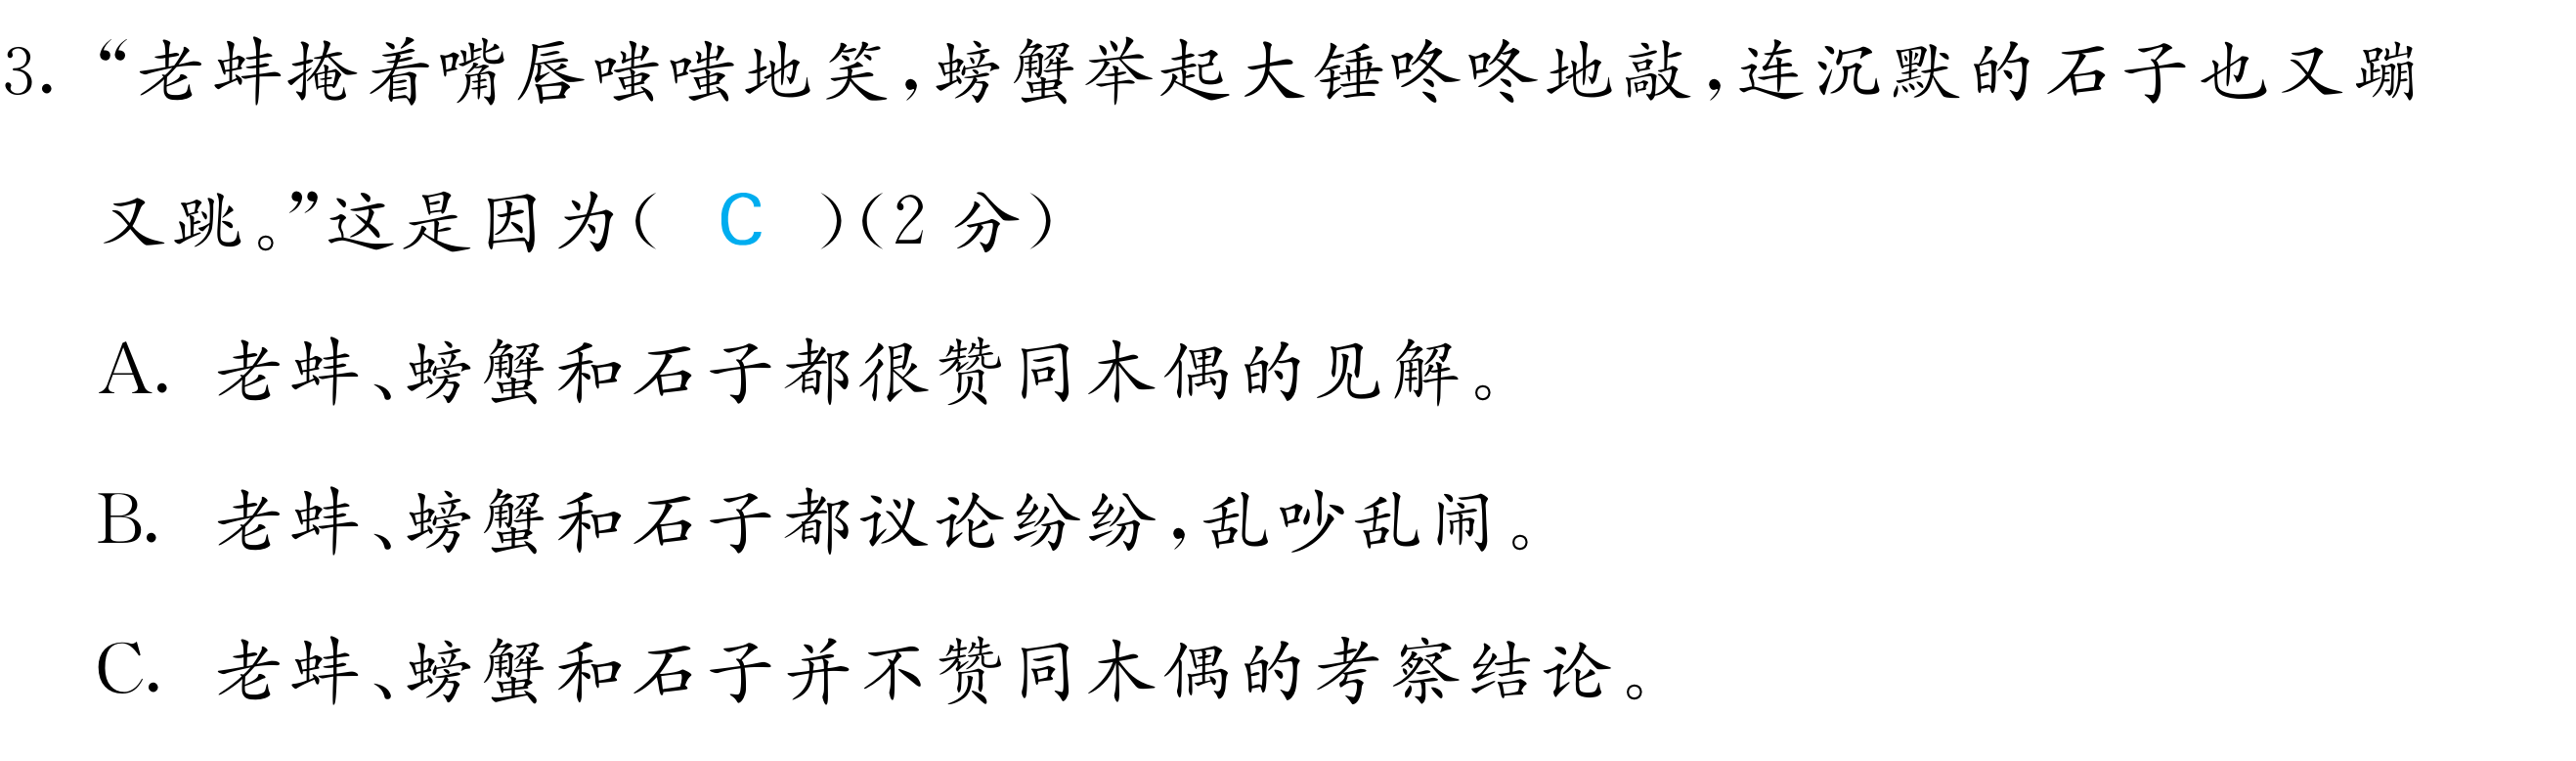 3. “老蚌掩着嘴唇嗤嗤地笑，螃蟹举起大锤咚咚地敲，连沉默的石子也又蹦
又跳。”这是因为（ C ）（2 分）
A. 老蚌、螃蟹和石子都很赞同木偶的见解。
B. 老蚌、螃蟹和石子都议论纷纷，乱吵乱闹。
C. 老蚌、螃蟹和石子并不赞同木偶的考察结论。